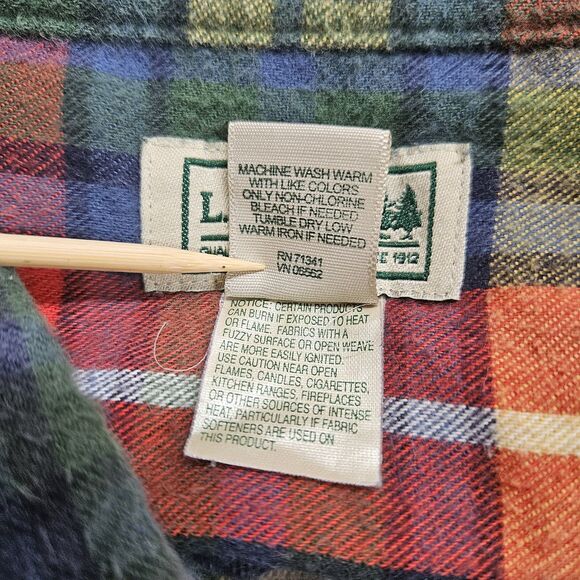 MACHINE WASH WARM
WITH LIKE COLORS
ONLY NON-CHLORINE
BLEACH IF NEEDED
TUMBLE DRY LOW
WARM IRON IF NEEDED
RN 71341
VN 06562
L.
QUA
CE 1912
NOTICE: CERTAIN PRODUCTS
CAN BURN IF EXPOSED TO HEAT
OR FLAME. FABRICS WITH A
FUZZY SURFACE OR OPEN WEAVE
ARE MORE EASILY IGNITED.
USE CAUTION NEAR OPEN
FLAMES, CANDLES, CIGARETTES,
KITCHEN RANGES, FIREPLACES
OR OTHER SOURCES OF INTENSE
HEAT. PARTICULARLY IF FABRIC
SOFTENERS ARE USED ON
THIS PRODUCT.